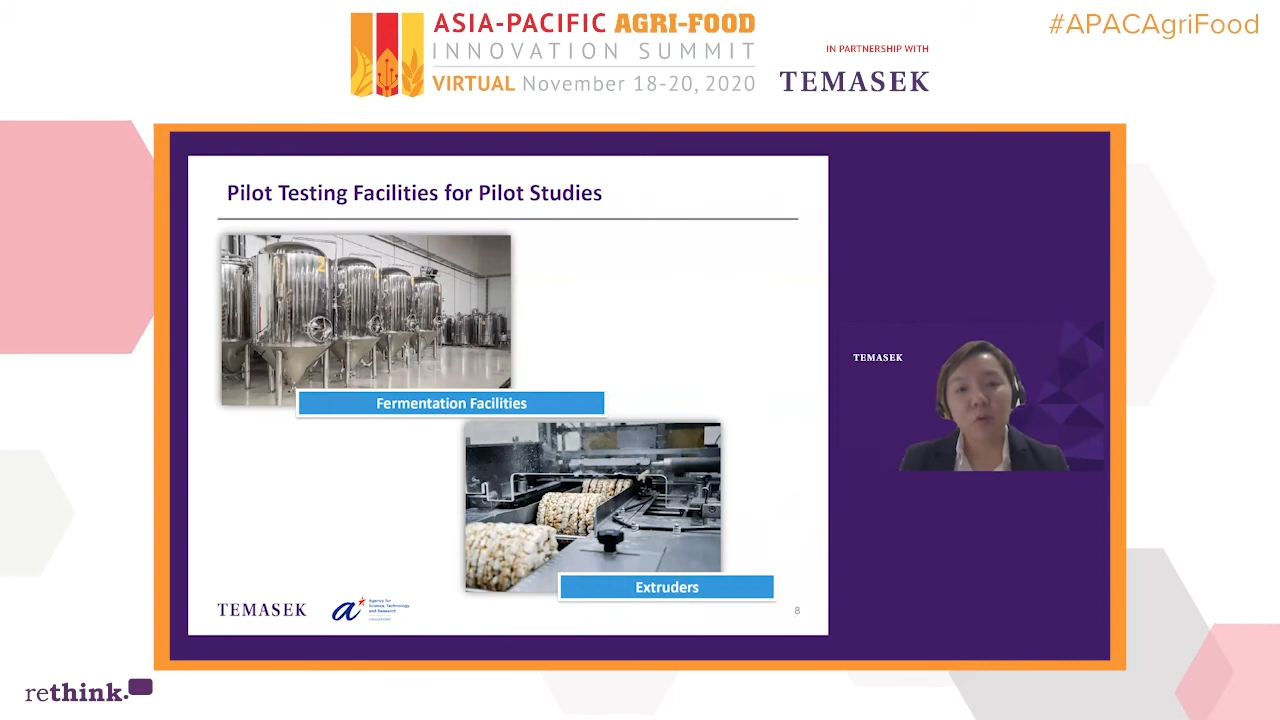 ASIA-PACIFIC AGRI-FOOD
INNOVATION SUMMIT
VIRTUAL November 18-20, 2020
IN PARTNERSHIP WITH
TEMASEK
#APACAgriFood
Pilot Testing Facilities for Pilot Studies
Fermentation Facilities
Extruders
TEMASEK
a
Agency for
Science, Technology
and Research
8
TEMASEK
rethink.